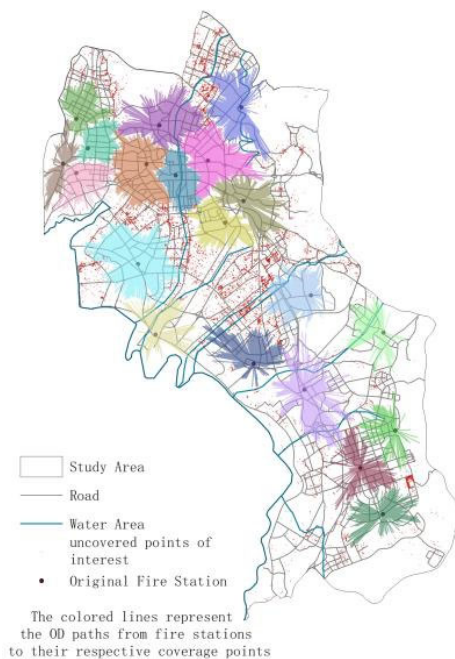 Study Area
Road
Water Area
uncovered points of
interest
Original Fire Station
The colored lines represent
the OD paths from fire stations
to their respective coverage points